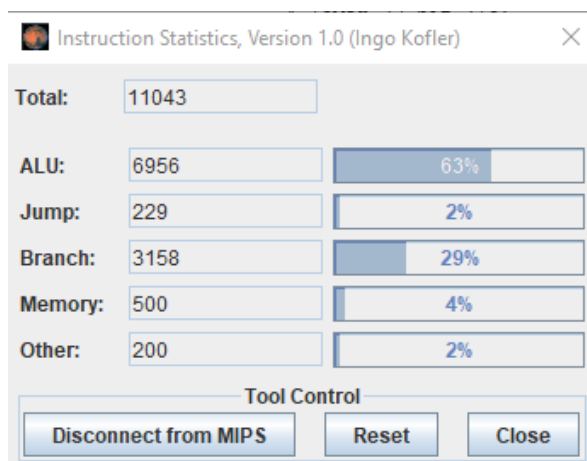 Instruction Statistics, Version 1.0 (Ingo Kofler)
Total: 11043
ALU: 6956 63%
Jump: 229 2%
Branch: 3158 29%
Memory: 500 4%
Other: 200 2%
Tool Control
Disconnect from MIPS Reset Close